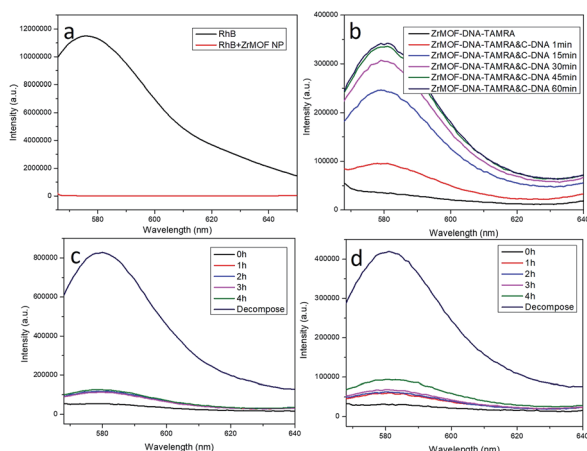 a
RhB
RhB+ZrMOF NP
12000000
10000000
8000000
6000000
4000000
2000000
0
Intensity (a.u.)
580 600 620 640
Wavelength (nm)
b
ZrMOF-DNA-TAMRA
ZrMOF-DNA-TAMRA&C-DNA 1min
ZrMOF-DNA-TAMRA&C-DNA 15min
ZrMOF-DNA-TAMRA&C-DNA 30min
ZrMOF-DNA-TAMRA&C-DNA 45min
ZrMOF-DNA-TAMRA&C-DNA 60min
400000
300000
200000
100000
0
Intensity (a.u.)
580 600 620 640
Wavelength (nm)
c
0h
1h
2h
3h
4h
Decompose
800000
600000
400000
200000
0
Intensity (a.u.)
580 600 620 640
Wavelength (nm)
d
0h
1h
2h
3h
4h
Decompose
400000
300000
200000
100000
0
Intensity (a.u.)
580 600 620 640
Wavelength (nm)